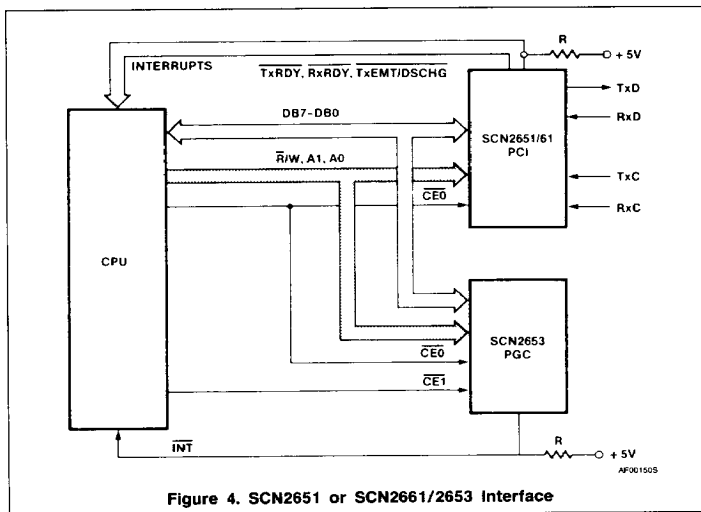 R
+ 5V
INTERRUPTS
TxRDY, RxRDY, TxEMT/DSCHG
TxD
DB7-DB0
RxD
SCN2651/61
PCI
R/W, A1, A0
TxC
CE0
RxC
CPU
SCN2653
PGC
CE0
CE1
INT
R
+ 5V
AF00150S
Figure 4. SCN2651 or SCN2661/2653 Interface